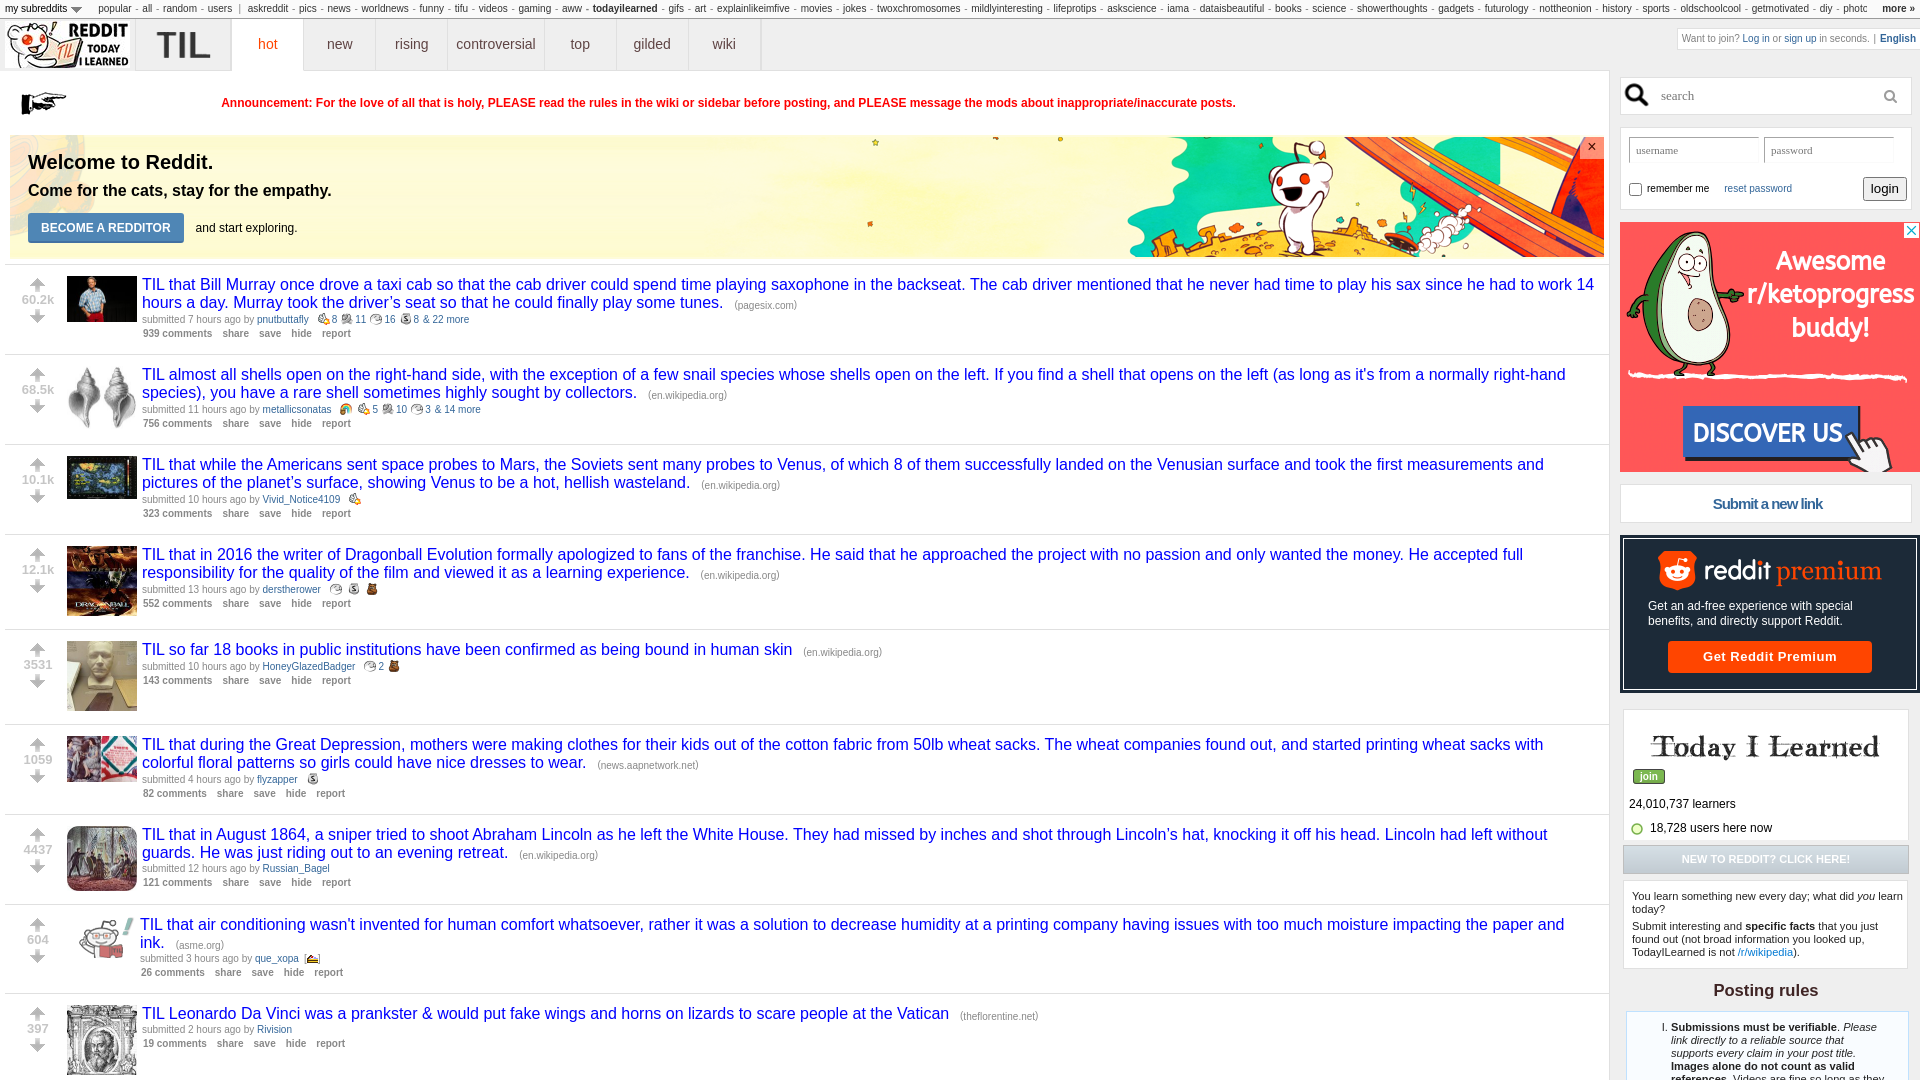 my subreddits popular - all - random - users | askreddit - pics - news - worldnews - funny - tifu - videos - gaming - aww - todayilearned - gifs - art - explainlikeimfive - movies - jokes - twoxchromosomes - mildlyinteresting - lifeprotips - askscience - iama - dataisbeautiful - books - science - showerthoughts - gadgets - futurology - nottheonion - history - sports - oldschoolcool - getmotivated - diy - photo more »
REDDIT
TODAY
I LEARNED
TIL
TIL
hot new rising controversial top gilded wiki
Want to join? Log in or sign up in seconds. | English
Announcement: For the love of all that is holy, PLEASE read the rules in the wiki or sidebar before posting, and PLEASE message the mods about inappropriate/inaccurate posts.
Welcome to Reddit.
Come for the cats, stay for the empathy.
BECOME A REDDITOR and start exploring.
×
60.2k
TIL that Bill Murray once drove a taxi cab so that the cab driver could spend time playing saxophone in the backseat. The cab driver mentioned that he never had time to play his sax since he had to work 14
hours a day. Murray took the driver’s seat so that he could finally play some tunes. (pagesix.com)
submitted 7 hours ago by pnutbuttafly 8 11 16 8 & 22 more
939 comments share save hide report
68.5k
TIL almost all shells open on the right-hand side, with the exception of a few snail species whose shells open on the left. If you find a shell that opens on the left (as long as it's from a normally right-hand
species), you have a rare shell sometimes highly sought by collectors. (en.wikipedia.org)
submitted 11 hours ago by metallicsonatas 5 10 3 & 14 more
756 comments share save hide report
10.1k
TIL that while the Americans sent space probes to Mars, the Soviets sent many probes to Venus, of which 8 of them successfully landed on the Venusian surface and took the first measurements and
pictures of the planet’s surface, showing Venus to be a hot, hellish wasteland. (en.wikipedia.org)
submitted 10 hours ago by Vivid_Notice4109
323 comments share save hide report
12.1k
TIL that in 2016 the writer of Dragonball Evolution formally apologized to fans of the franchise. He said that he approached the project with no passion and only wanted the money. He accepted full
responsibility for the quality of the film and viewed it as a learning experience. (en.wikipedia.org)
submitted 13 hours ago by derstherower
552 comments share save hide report
3531
TIL so far 18 books in public institutions have been confirmed as being bound in human skin (en.wikipedia.org)
submitted 10 hours ago by HoneyGlazedBadger 2
143 comments share save hide report
1059
TIL that during the Great Depression, mothers were making clothes for their kids out of the cotton fabric from 50lb wheat sacks. The wheat companies found out, and started printing wheat sacks with
colorful floral patterns so girls could have nice dresses to wear. (news.aapnetwork.net)
submitted 4 hours ago by flyzapper
82 comments share save hide report
4437
TIL that in August 1864, a sniper tried to shoot Abraham Lincoln as he left the White House. They had missed by inches and shot through Lincoln’s hat, knocking it off his head. Lincoln had left without
guards. He was just riding out to an evening retreat. (en.wikipedia.org)
submitted 12 hours ago by Russian_Bagel
121 comments share save hide report
604
TIL that air conditioning wasn't invented for human comfort whatsoever, rather it was a solution to decrease humidity at a printing company having issues with too much moisture impacting the paper and
ink. (asme.org)
submitted 3 hours ago by que_xopa []
26 comments share save hide report
397
TIL Leonardo Da Vinci was a prankster & would put fake wings and horns on lizards to scare people at the Vatican (theflorentine.net)
submitted 2 hours ago by Rivision
19 comments share save hide report
search
username password
remember me reset password login
Awesome
r/ketoprogress
buddy!
DISCOVER US
Submit a new link
reddit premium
Get an ad-free experience with special
benefits, and directly support Reddit.
Get Reddit Premium
Today I Learned
join
24,010,737 learners
18,728 users here now
NEW TO REDDIT? CLICK HERE!
You learn something new every day; what did you learn
today?
Submit interesting and specific facts that you just
found out (not broad information you looked up,
TodayILearned is not /r/wikipedia).
Posting rules
I. Submissions must be verifiable. Please
link directly to a reliable source that
supports every claim in your post title.
Images alone do not count as valid
references. Videos are fine so long as they